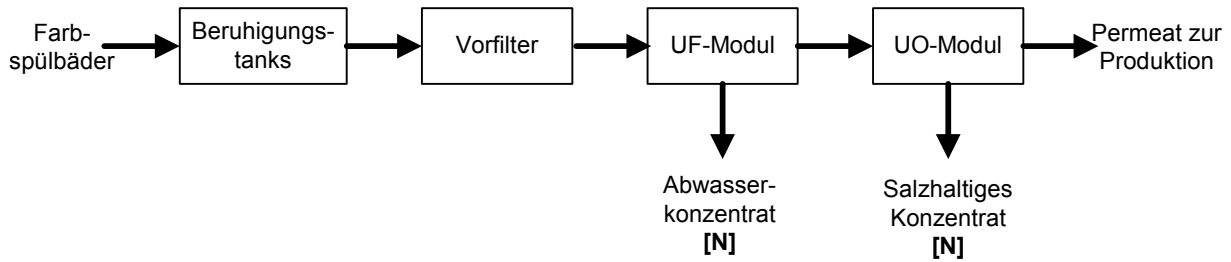 Farb-
spülbäder
Beruhigungs-
tanks
Vorfilter
UF-Modul
UO-Modul
Permeat zur
Produktion
Abwasser-
konzentrat
[N]
Salzhaltiges
Konzentrat
[N]